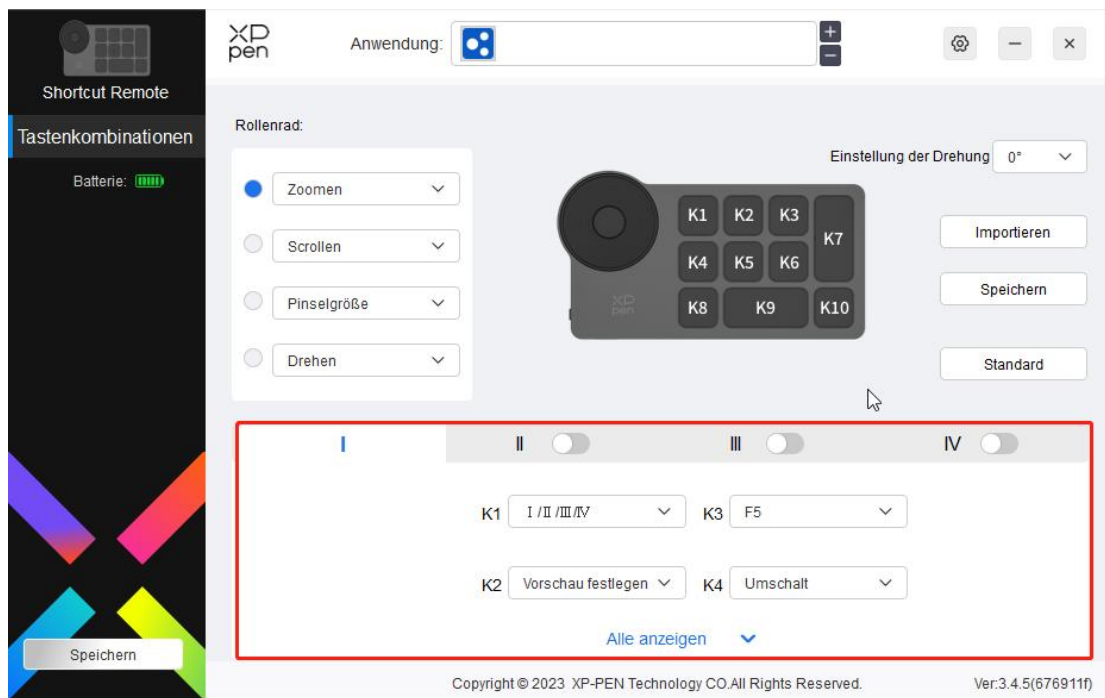 XP
pen
Anwendung:
+
−
Shortcut Remote
Tastenkombinationen
Batterie:
Rollenrad:
Einstellung der Drehung 0°
Zoomen
Scrollen
Pinselgröße
Drehen
K1 K2 K3
K7
K4 K5 K6
K8 K9 K10
XP
pen
Importieren
Speichern
Standard
I II III IV
K1 Ⅰ/Ⅱ/Ⅲ/Ⅳ K3 F5
K2 Vorschau festlegen K4 Umschalt
Alle anzeigen
Speichern
Copyright © 2023 XP-PEN Technology CO.All Rights Reserved. Ver:3.4.5(676911f)